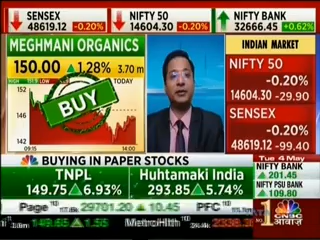 SENSEX
48619.12 -0.20%
NIFTY 50
14604.30 -0.20%
NIFTY BANK
32666.45 +0.62%
MEGHMANI ORGANICS
150.00 1.28% 3.70 m
152
TODAY
BUY
146
09:15
14:00
INDIAN MARKET
NIFTY 50
-0.20%
14604.30 -29.90
SENSEX
-0.20%
48619.12 -99.40
Tue 4 May
BUYING IN PAPER STOCKS
TNPL
149.75 6.93%
Huhtamaki India
293.85 5.74%
NIFTY BANK
201.45
NIFTY PSU BANK
109.80
Page 29701.20 10.45 PFC
1
CNBC
आवाज़